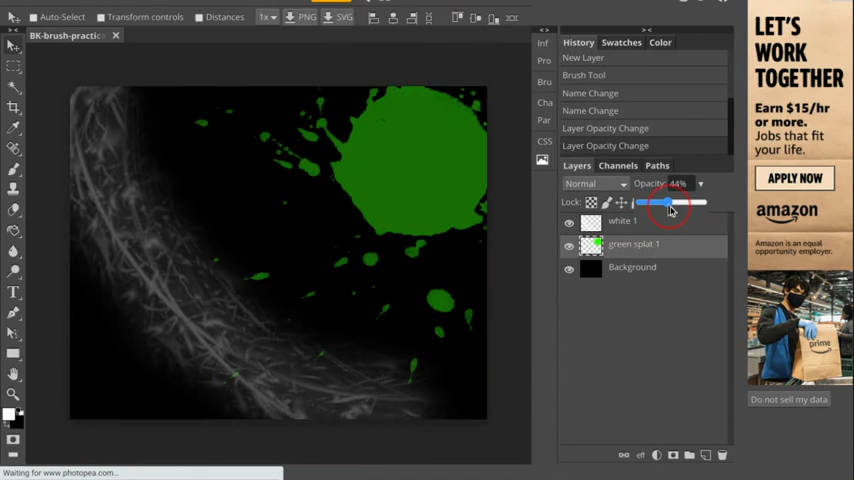 Auto-Select Transform controls Distances 1x PNG SVG
BK-brush-practic
Inf
Pro
Bru
Cha
Par
CSS
History Swatches Color
New Layer
Brush Tool
Name Change
Name Change
Layer Opacity Change
Layer Opacity Change
Layers Channels Paths
Normal Opacity: 44%
Lock:
white 1
green splat 1
Background
eff
Waiting for www.photopea.com...
LET'S
WORK
TOGETHER
Earn $15/hr
or more.
Jobs that fit
your life.
APPLY NOW
amazon
Amazon is an equal
opportunity employer.
prime
Do not sell my data